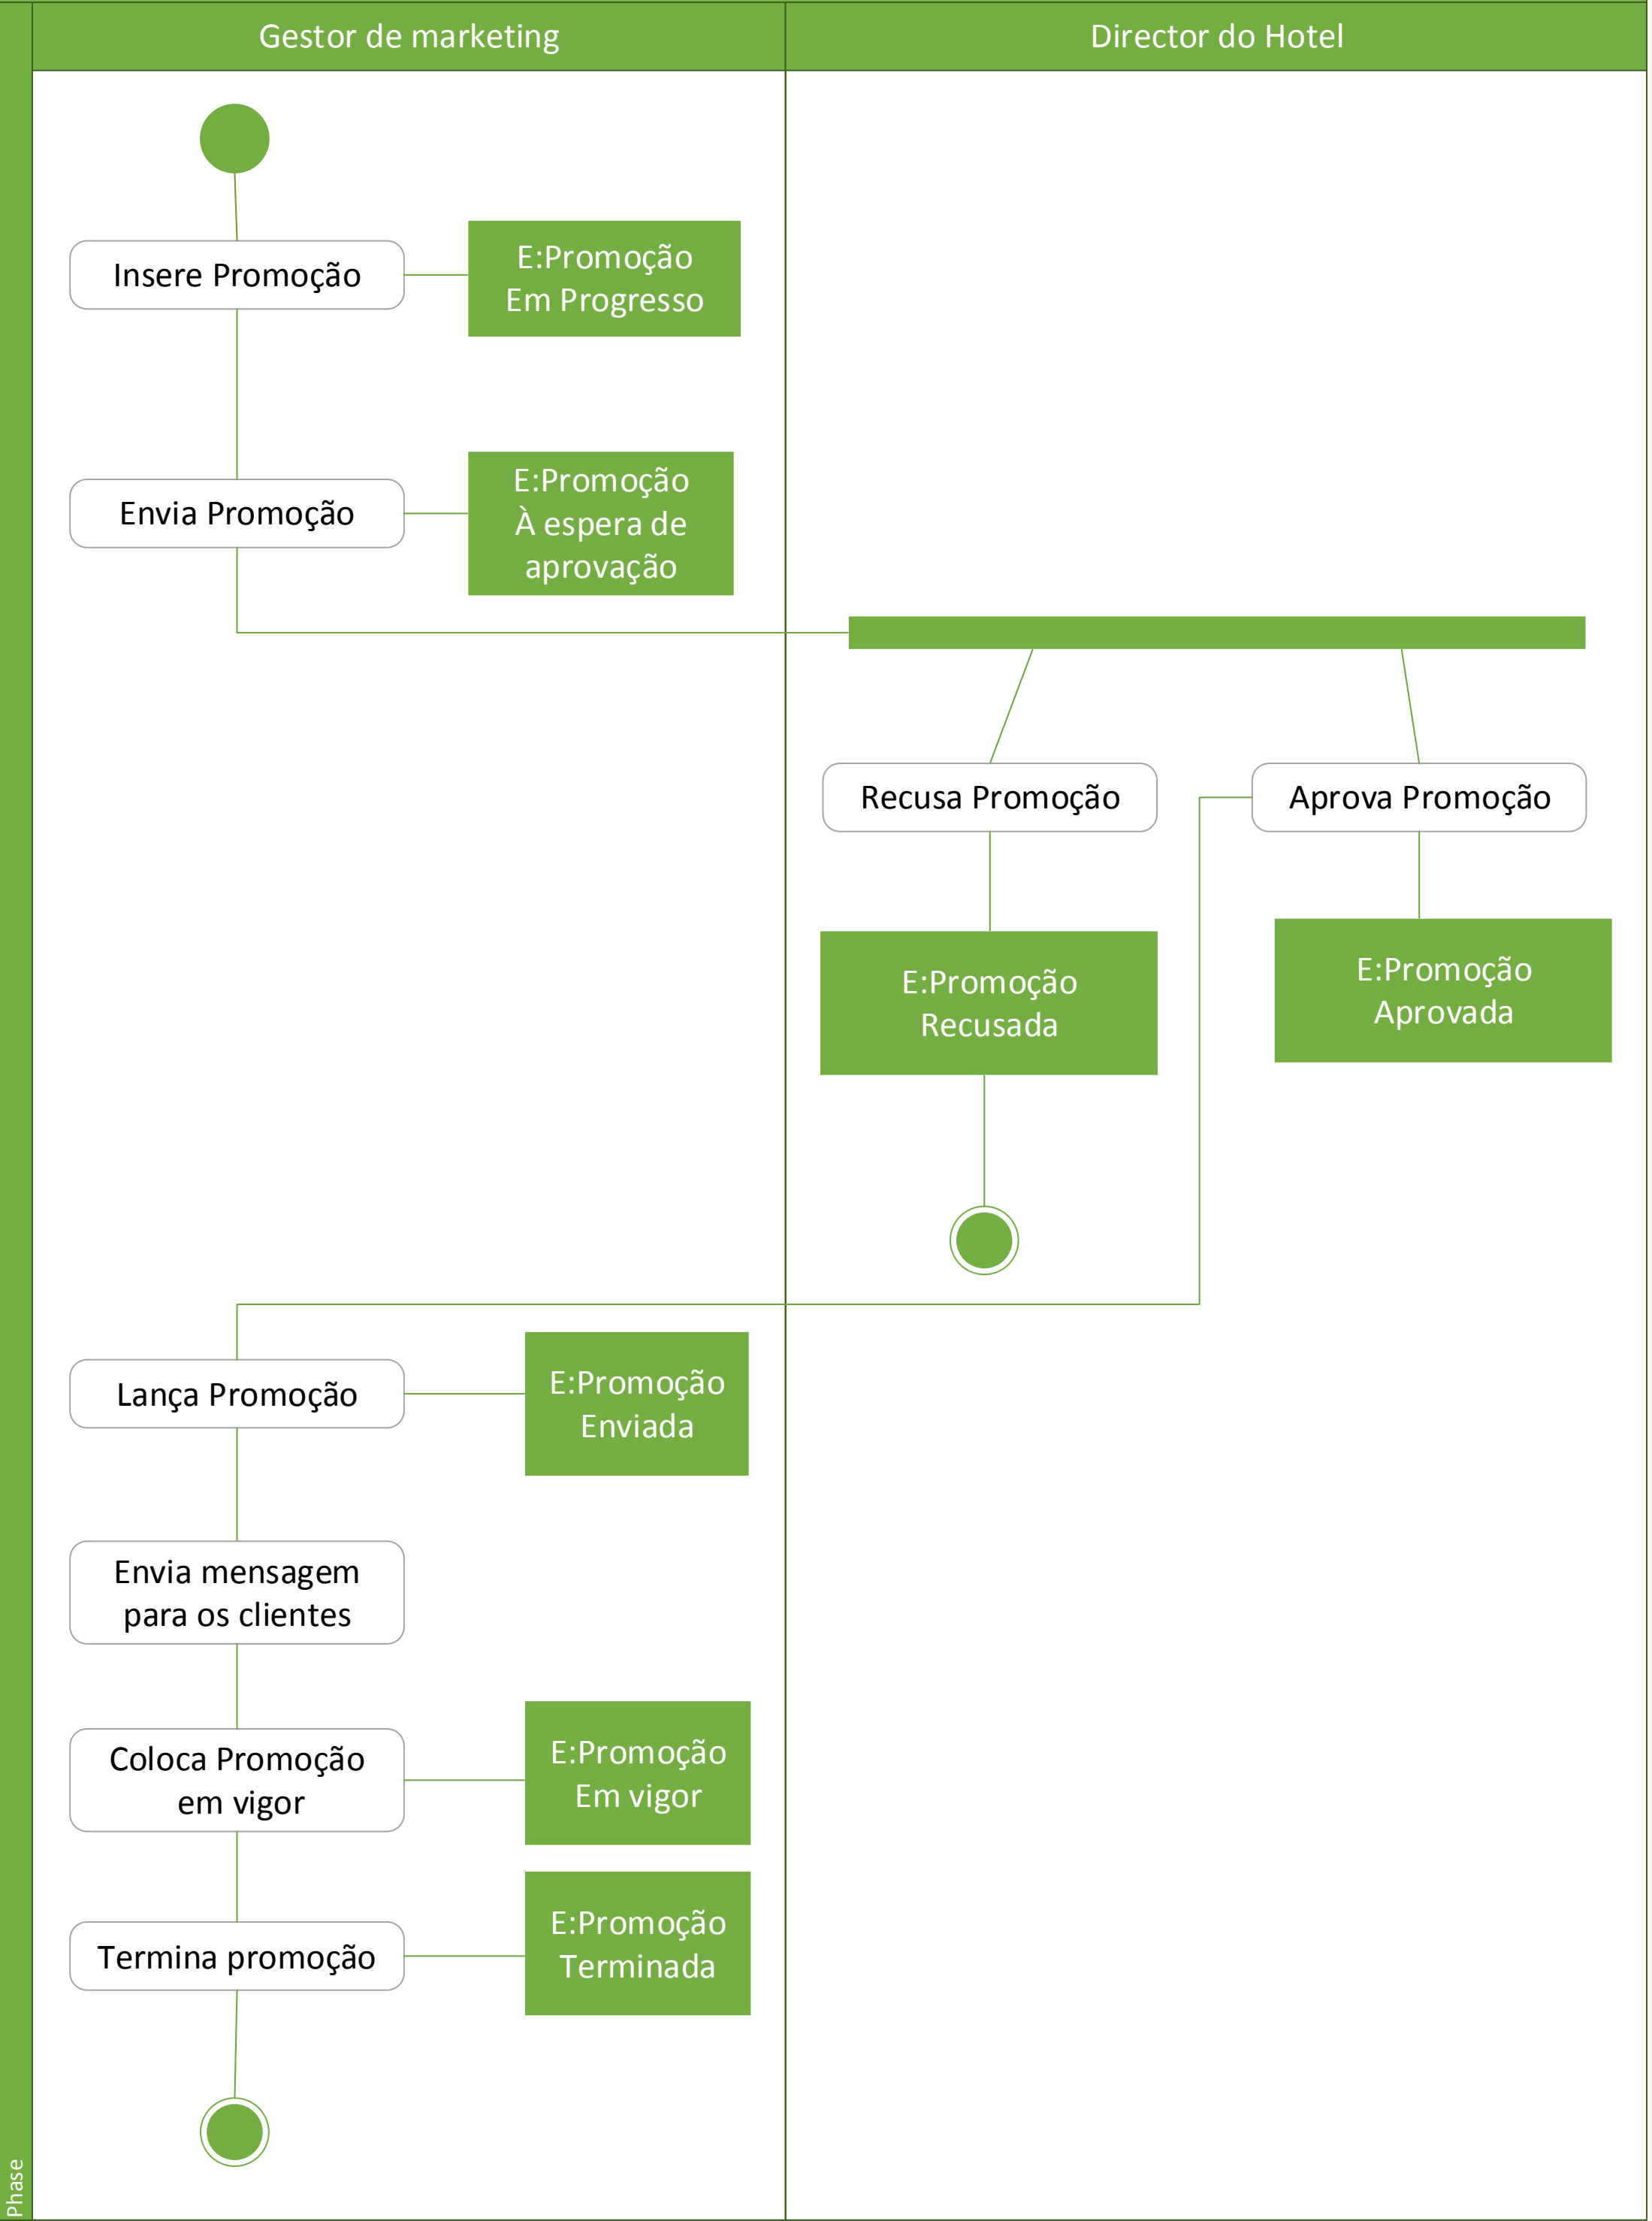 Gestor de marketing
Director do Hotel
Insere Promoção
E:Promoção
Em Progresso
Envia Promoção
E:Promoção
À espera de
aprovação
Recusa Promoção
Aprova Promoção
E:Promoção
Recusada
E:Promoção
Aprovada
Lança Promoção
E:Promoção
Enviada
Envia mensagem
para os clientes
Coloca Promoção
em vigor
E:Promoção
Em vigor
Termina promoção
E:Promoção
Terminada
Phase